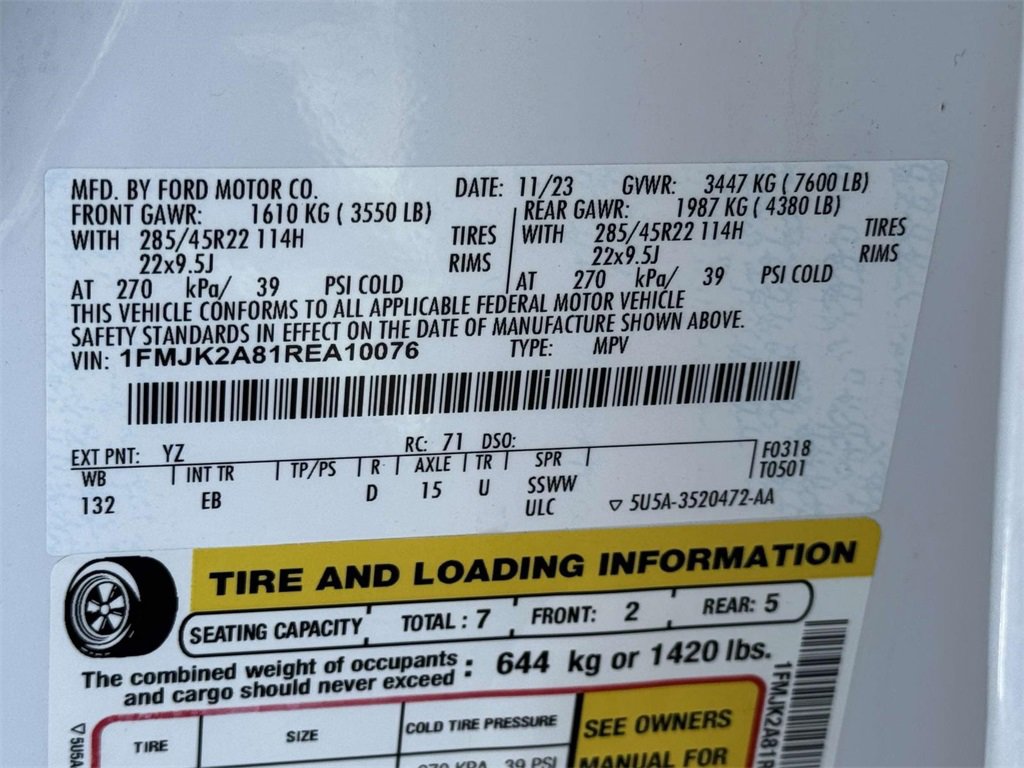 MFD. BY FORD MOTOR CO. DATE: 11/23 GVWR: 3447 KG ( 7600 LB)
FRONT GAWR: 1610 KG ( 3550 LB) REAR GAWR: 1987 KG ( 4380 LB)
WITH 285/45R22 114H TIRES WITH 285/45R22 114H TIRES
22x9.5J RIMS 22x9.5J RIMS
AT 270 kPa/ 39 PSI COLD AT 270 kPa/ 39 PSI COLD
THIS VEHICLE CONFORMS TO ALL APPLICABLE FEDERAL MOTOR VEHICLE
SAFETY STANDARDS IN EFFECT ON THE DATE OF MANUFACTURE SHOWN ABOVE.
VIN: 1FMJK2A81REA10076 TYPE: MPV
EXT PNT: YZ RC: 71 DSO: F0318
WB INT TR TP/PS R AXLE TR SPR T0501
132 EB D 15 U SSWW
ULC ▽ 5U5A-3520472-AA
TIRE AND LOADING INFORMATION
SEATING CAPACITY TOTAL : 7 FRONT: 2 REAR: 5
The combined weight of occupants
and cargo should never exceed : 644 kg or 1420 lbs.
TIRE SIZE COLD TIRE PRESSURE SEE OWNERS
MANUAL FOR
270 KPA, 39 PSI
▽ 5U5A
1FMJK2A81R